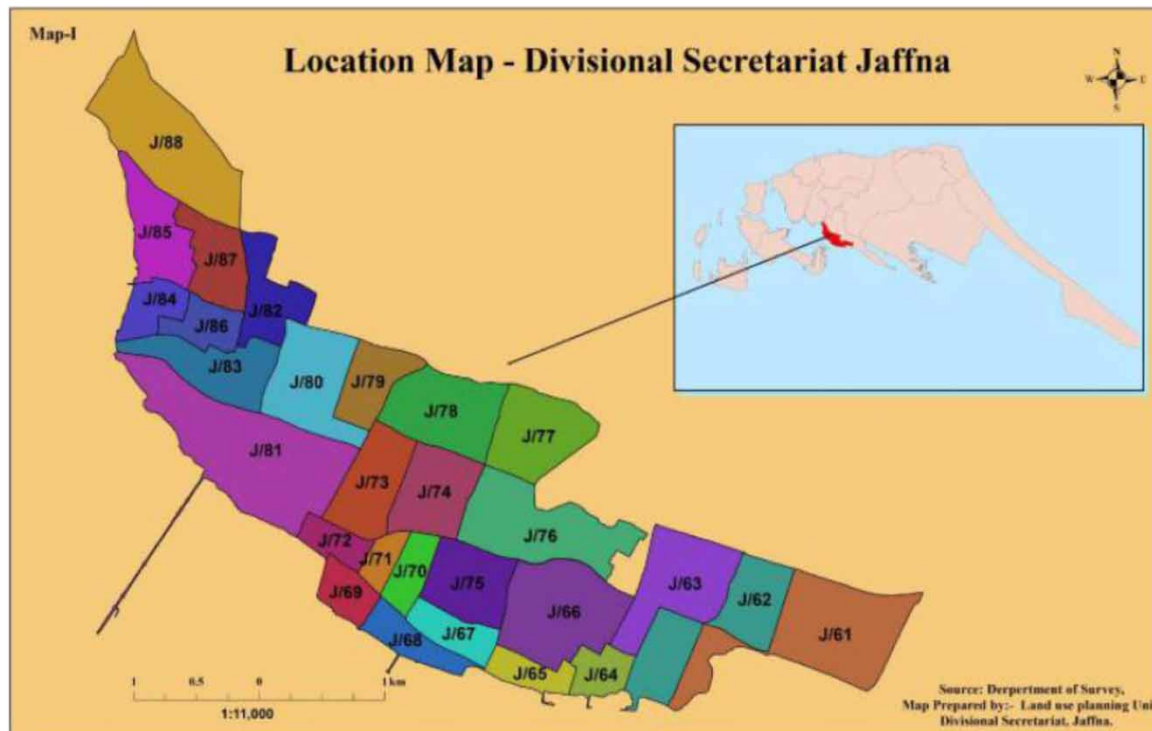 Map-I
Location Map - Divisional Secretariat Jaffna
N
W E
S
J/88
J/85
J/87
J/84
J/86
J/82
J/83
J/80
J/79
J/78
J/77
J/81
J/73
J/74
J/76
J/72
J/71
J/70
J/75
J/69
J/66
J/63
J/62
J/61
J/68
J/67
J/65
J/64
1 0.5 0 1 km
1:11,000
Source: Derpertment of Survey,
Map Prepared by:- Land use planning Uni
Divisional Secretariat, Jaffna.